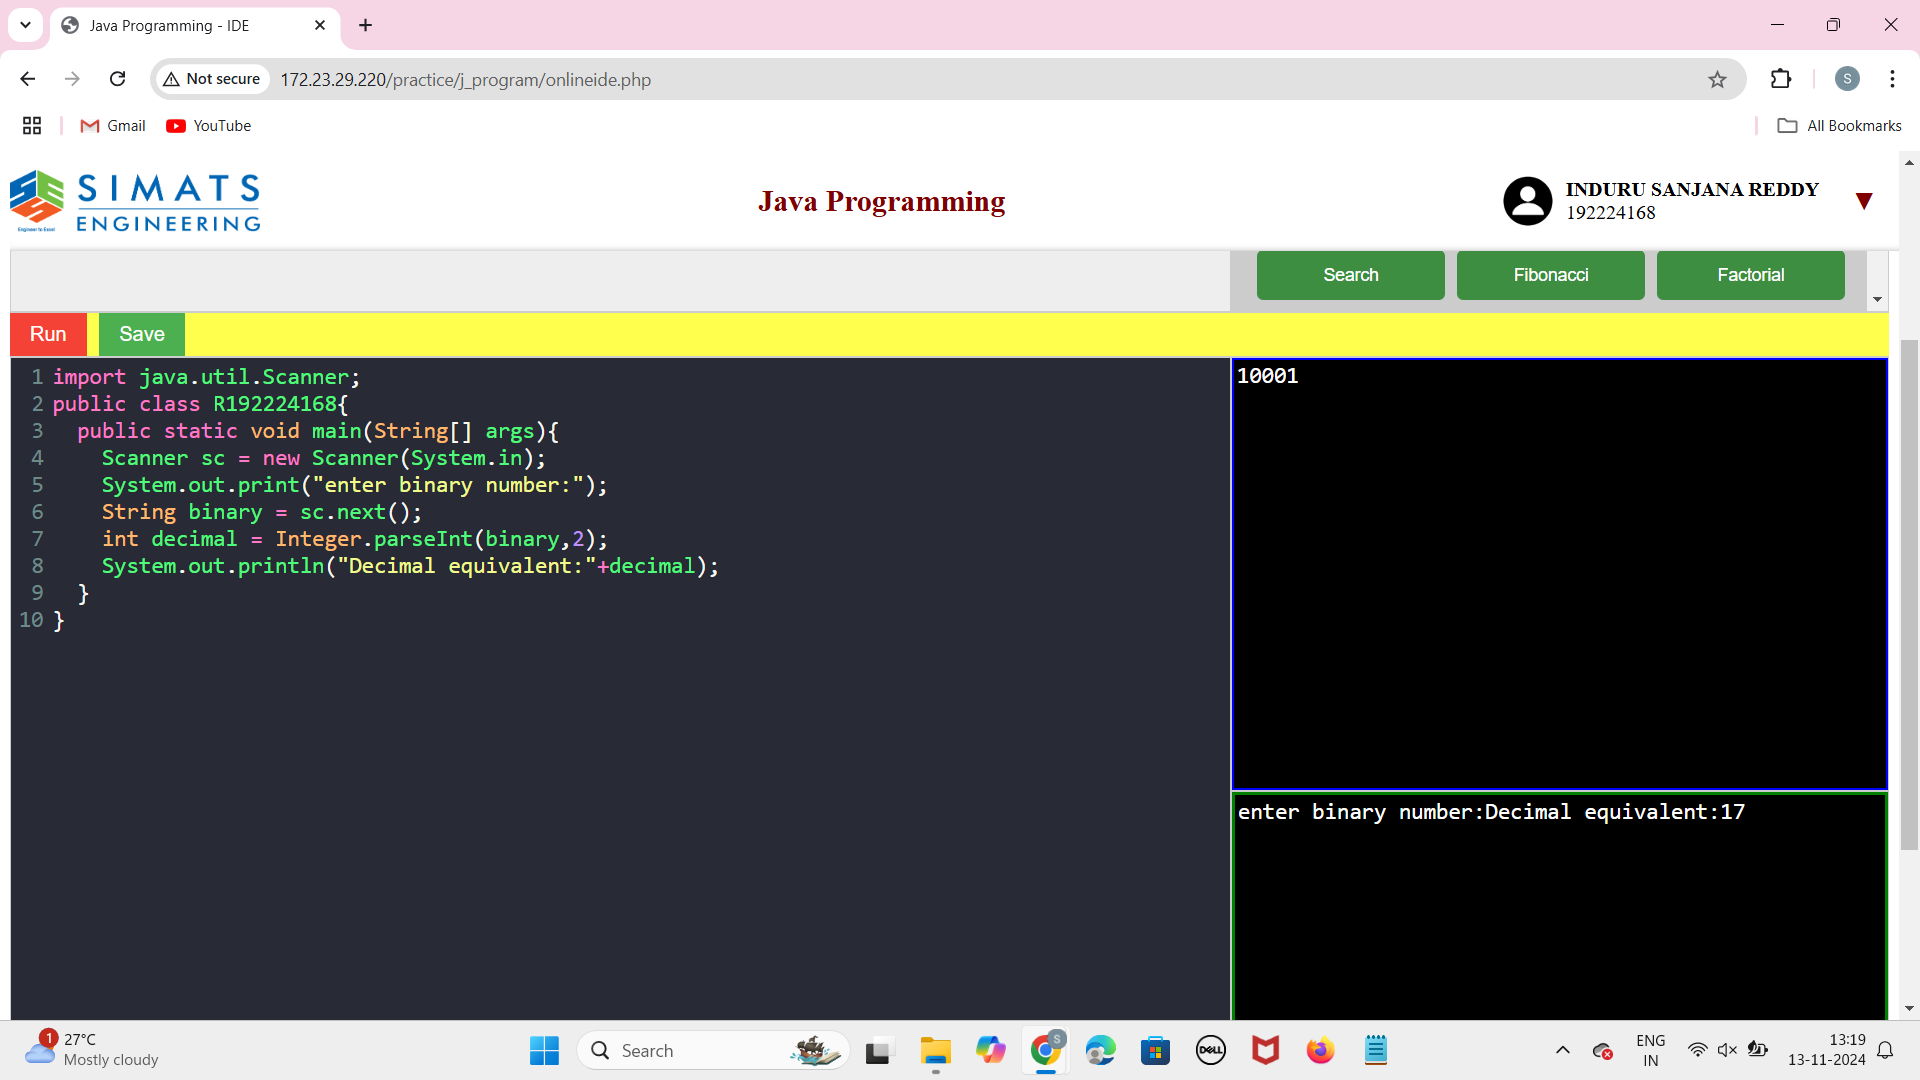 Java Programming - IDE
Not secure
172.23.29.220/practice/j_program/onlineide.php
S
Gmail
YouTube
All Bookmarks
SIMATS
ENGINEERING
Engineer to Excel
Java Programming
INDURU SANJANA REDDY
192224168
Search
Fibonacci
Factorial
Run
Save
1 import java.util.Scanner;
2 public class R192224168{
3 public static void main(String[] args){
4 Scanner sc = new Scanner(System.in);
5 System.out.print("enter binary number:");
6 String binary = sc.next();
7 int decimal = Integer.parseInt(binary,2);
8 System.out.println("Decimal equivalent:"+decimal);
9 }
10 }
10001
enter binary number:Decimal equivalent:17
1
27°C
Mostly cloudy
Search
S
DELL
ENG
IN
13:19
13-11-2024